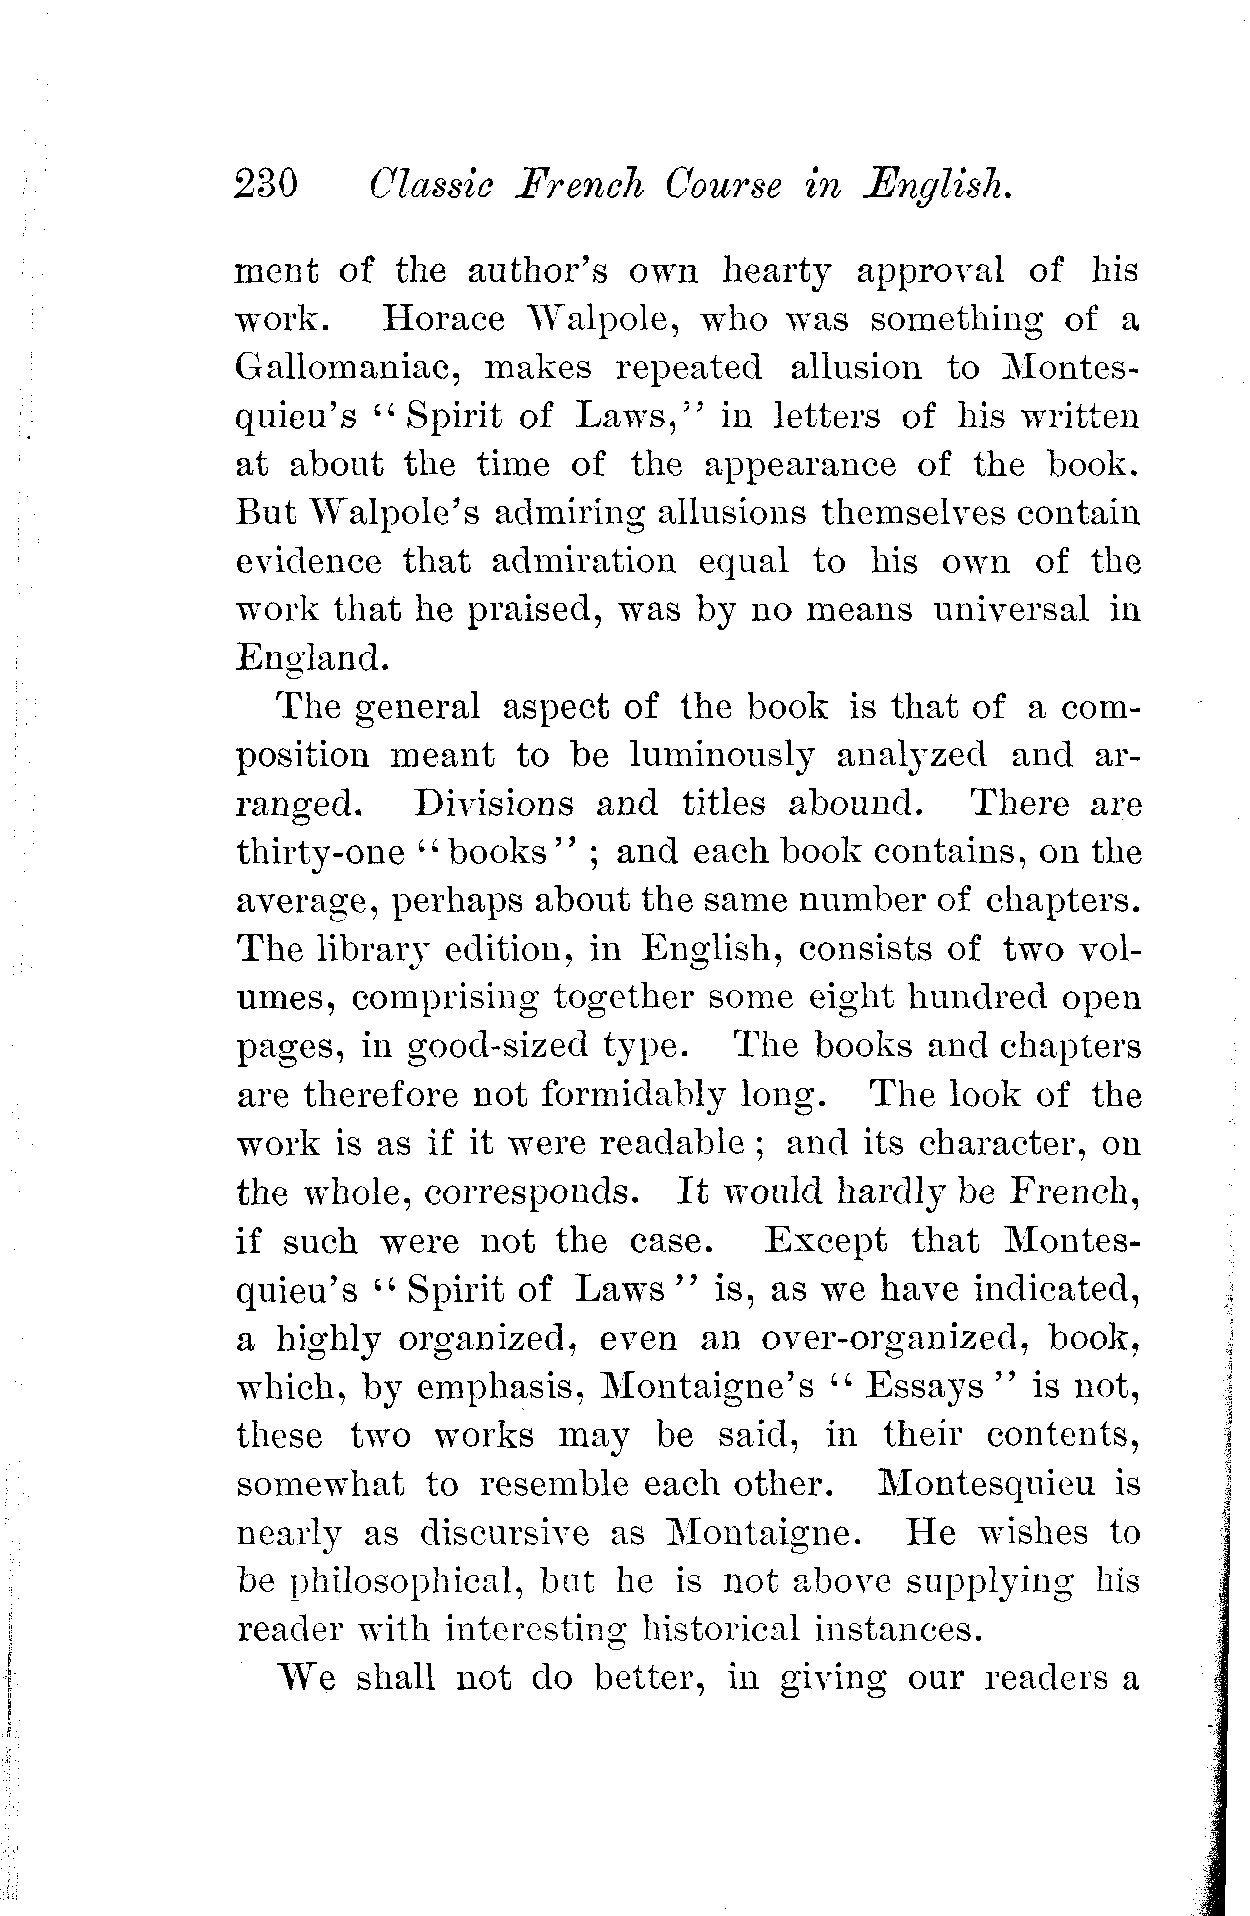 230 Classic French Course in English.
ment of the author's own hearty approval of his
work. Horace Walpole, who was something of a
Gallomaniac, makes repeated allusion to Montes-
quieu's “ Spirit of Laws,” in letters of his written
at about the time of the appearance of the book.
But Walpole's admiring allusions themselves contain
evidence that admiration equal to his own of the
work that he praised, was by no means universal in
England.
The general aspect of the book is that of a com-
position meant to be luminously analyzed and ar-
ranged. Divisions and titles abound. There are
thirty-one “ books ” ; and each book contains, on the
average, perhaps about the same number of chapters.
The library edition, in English, consists of two vol-
umes, comprising together some eight hundred open
pages, in good-sized type. The books and chapters
are therefore not formidably long. The look of the
work is as if it were readable ; and its character, on
the whole, corresponds. It would hardly be French,
if such were not the case. Except that Montes-
quieu's “ Spirit of Laws ” is, as we have indicated,
a highly organized, even an over-organized, book,
which, by emphasis, Montaigne's “ Essays ” is not,
these two works may be said, in their contents,
somewhat to resemble each other. Montesquieu is
nearly as discursive as Montaigne. He wishes to
be philosophical, but he is not above supplying his
reader with interesting historical instances.
We shall not do better, in giving our readers a